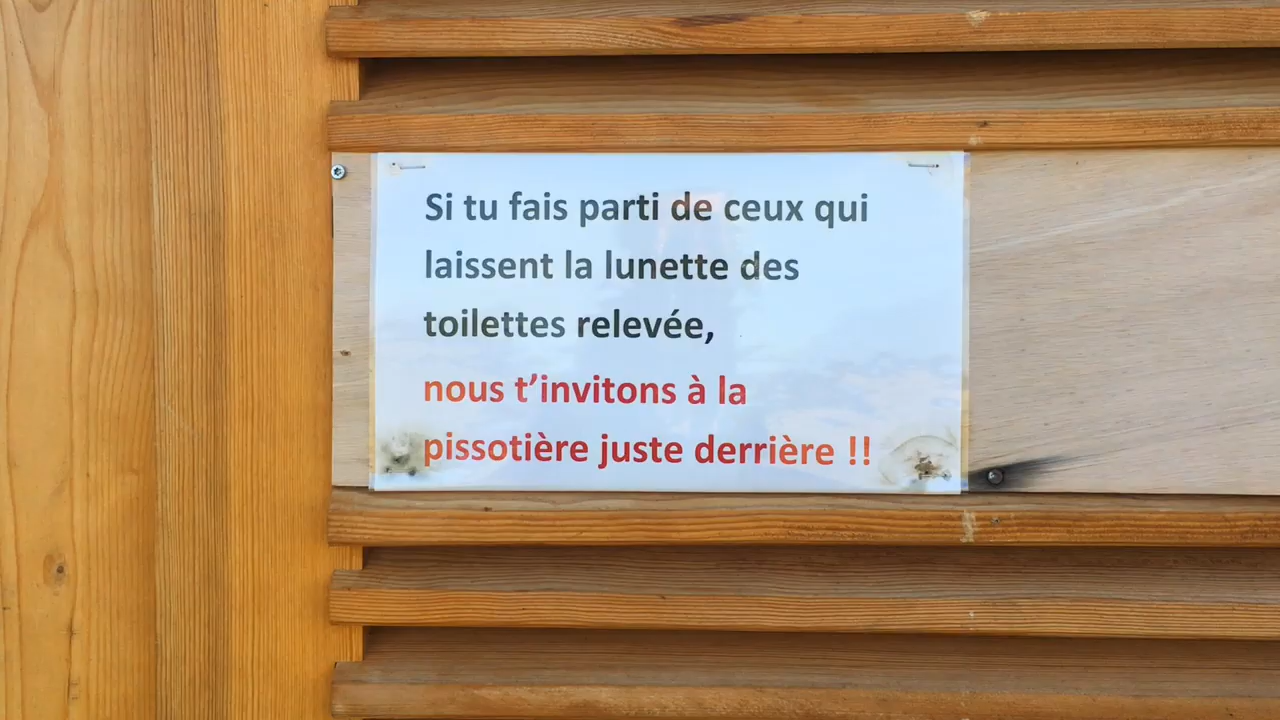 Si tu fais parti de ceux qui
laissent la lunette des
toilettes relevée,
nous t’invitons à la
pissotière juste derrière !!